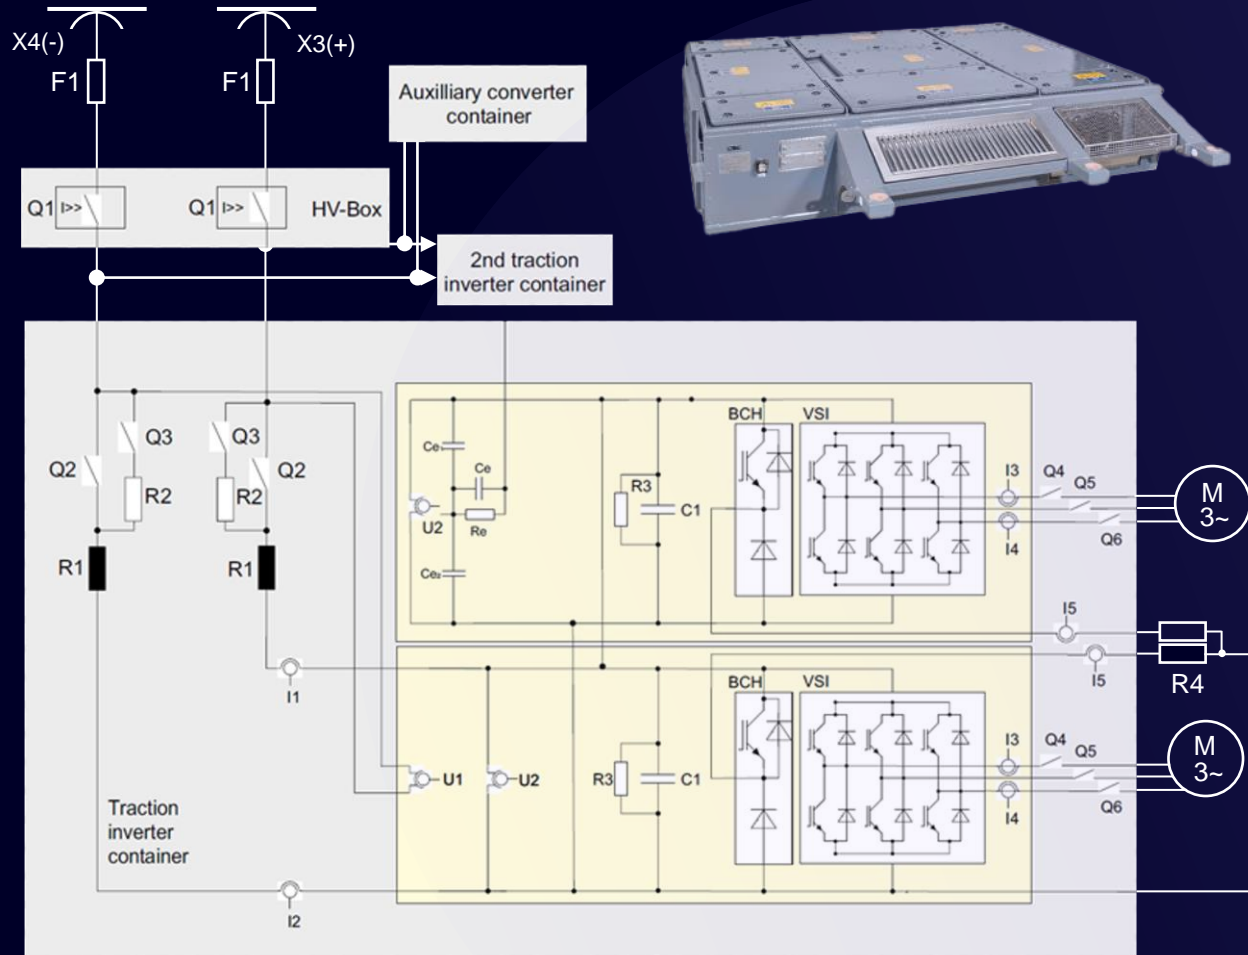 X4(-)
X3(+)
F1
F1
Auxilliary converter
container
Q1
I>>
Q1
I>>
HV-Box
2nd traction
inverter container
Q3
Q3
Q2
Q2
R2
R2
R1
R1
Ce₁
Ce
U2
Re
Ce₂
R3
C1
BCH
VSI
I3
Q4
Q5
I4
Q6
M
3~
I5
I5
R4
I1
BCH
VSI
U1
U2
R3
C1
I3
Q4
Q5
I4
Q6
M
3~
Traction
inverter
container
I2